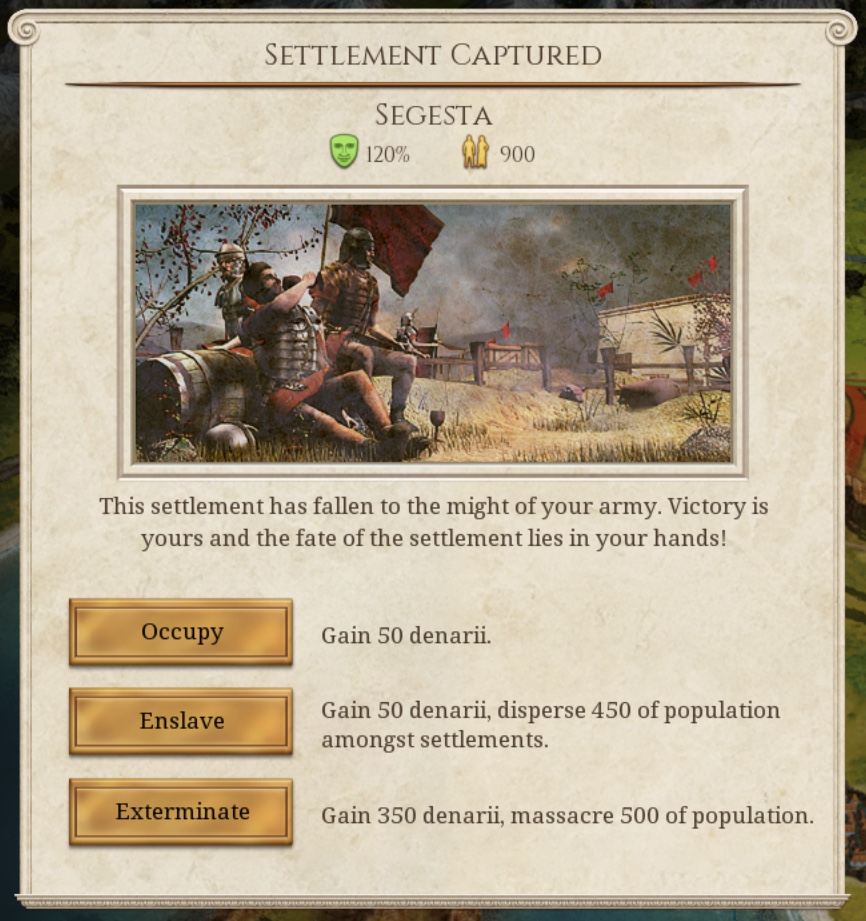 Settlement Captured
Segesta
120% 900
This settlement has fallen to the might of your army. Victory is
yours and the fate of the settlement lies in your hands!
Occupy Gain 50 denarii.
Enslave Gain 50 denarii, disperse 450 of population
amongst settlements.
Exterminate Gain 350 denarii, massacre 500 of population.